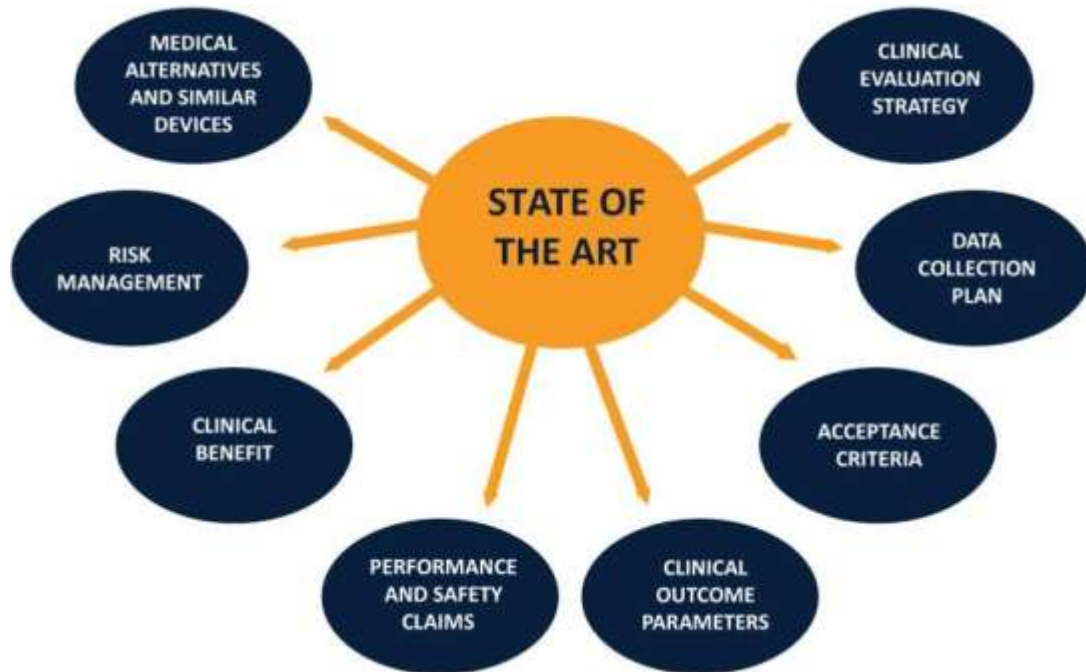 MEDICAL
ALTERNATIVES
AND SIMILAR
DEVICES
CLINICAL
EVALUATION
STRATEGY
STATE OF
THE ART
RISK
MANAGEMENT
DATA
COLLECTION
PLAN
CLINICAL
BENEFIT
ACCEPTANCE
CRITERIA
PERFORMANCE
AND SAFETY
CLAIMS
CLINICAL
OUTCOME
PARAMETERS